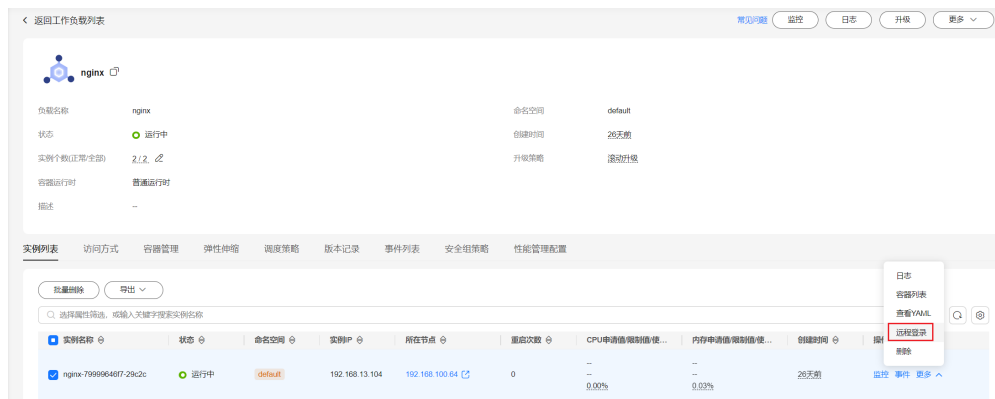 返回工作负载列表 常见问题 监控 日志 升级 更多
nginx
负载名称 nginx 命名空间 default
状态 运行中 创建时间 26天前
实例个数(正常/全部) 2 / 2 升级策略 滚动升级
容器运行时 普通运行时
描述 --
实例列表 访问方式 容器管理 弹性伸缩 调度策略 版本记录 事件列表 安全组策略 性能管理配置
日志
批量删除 导出
容器列表
选择属性筛选，或输入关键字搜索实例名称 查看YAML
远程登录
实例名称 状态 命名空间 实例IP 所在节点 重启次数 CPU申请值/限制值/使... 内存申请值/限制值/使... 创建时间
删除
-- --
nginx-79999646f7-29c2c 运行中 default 192.168.13.104 192.168.100.64 0 -- -- 26天前 监控 事件 更多
0.00% 0.03%